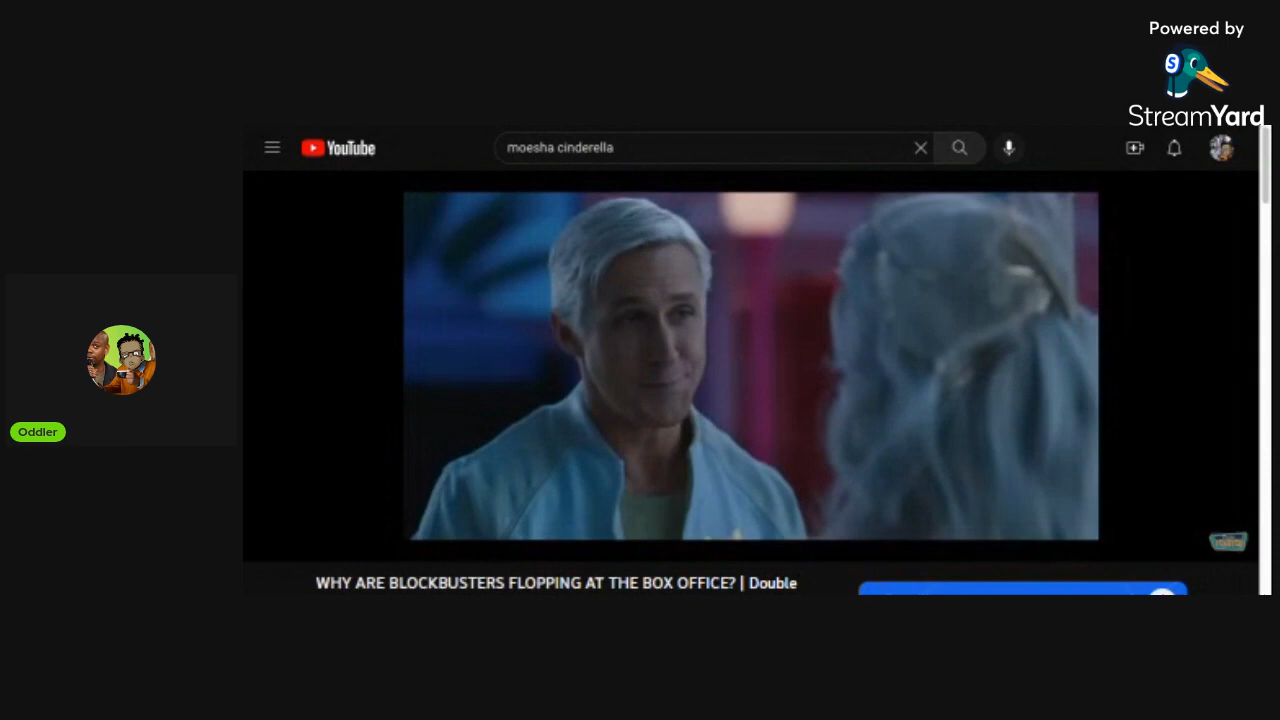 Powered by
StreamYard
YouTube
moesha cinderella
Oddler
WHY ARE BLOCKBUSTERS FLOPPING AT THE BOX OFFICE? | Double